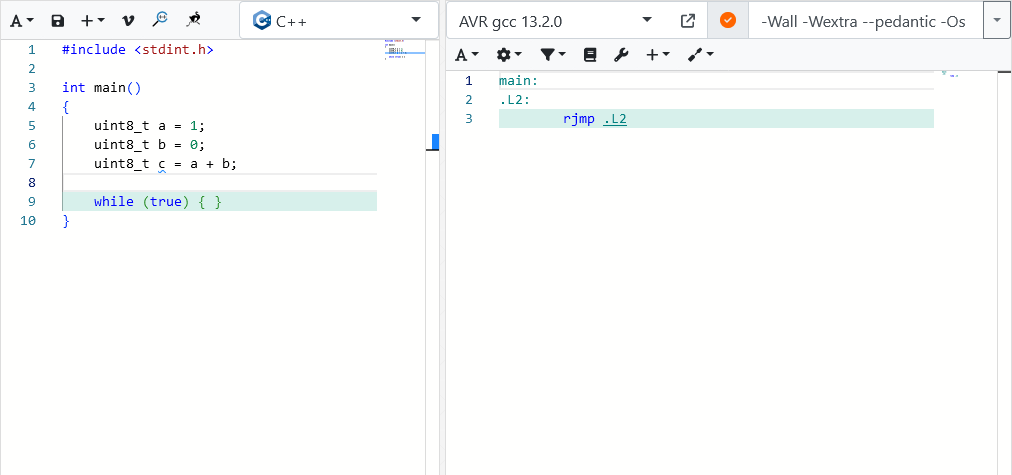 A C++ AVR gcc 13.2.0 -Wall -Wextra --pedantic -Os
A
1 #include <stdint.h>
2
3 int main()
4 {
5 uint8_t a = 1;
6 uint8_t b = 0;
7 uint8_t c = a + b;
8
9 while (true) { }
10 }
1 main:
2 .L2:
3 rjmp .L2